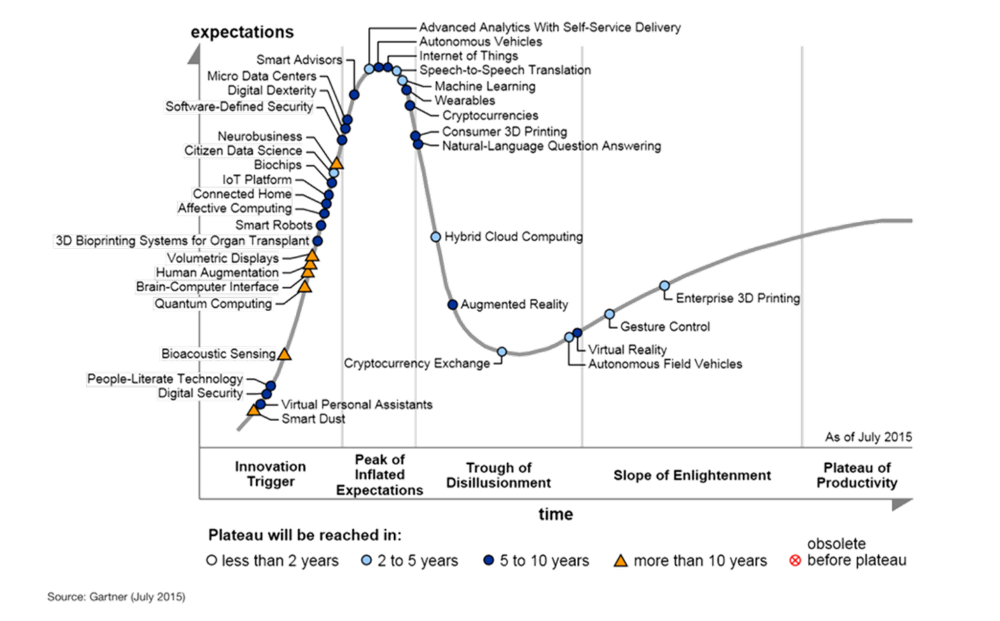 expectations
Advanced Analytics With Self-Service Delivery
Autonomous Vehicles
Internet of Things
Speech-to-Speech Translation
Machine Learning
Wearables
Cryptocurrencies
Consumer 3D Printing
Natural-Language Question Answering
Smart Advisors
Micro Data Centers
Digital Dexterity
Software-Defined Security
Neurobusiness
Citizen Data Science
Biochips
IoT Platform
Connected Home
Affective Computing
Smart Robots
3D Bioprinting Systems for Organ Transplant
Volumetric Displays
Human Augmentation
Brain-Computer Interface
Quantum Computing
Bioacoustic Sensing
People-Literate Technology
Digital Security
Virtual Personal Assistants
Smart Dust
Hybrid Cloud Computing
Augmented Reality
Cryptocurrency Exchange
Enterprise 3D Printing
Gesture Control
Virtual Reality
Autonomous Field Vehicles
As of July 2015
Innovation
Trigger
Peak of
Inflated
Expectations
Trough of
Disillusionment
Slope of Enlightenment
Plateau of
Productivity
time
Plateau will be reached in:
less than 2 years
2 to 5 years
5 to 10 years
more than 10 years
obsolete
before plateau
Source: Gartner (July 2015)